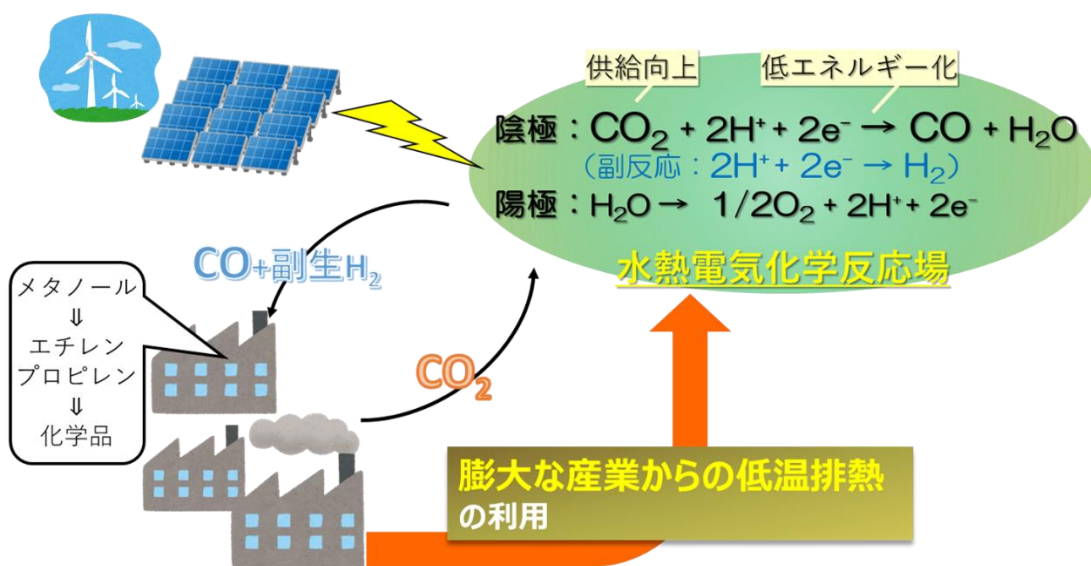 供給向上
低エネルギー化
陰極：CO₂ + 2H⁺ + 2e⁻ → CO + H₂O
（副反応：2H⁺ + 2e⁻ → H₂）
陽極：H₂O → 1/2O₂ + 2H⁺ + 2e⁻
水熱電気化学反応場
CO+副生H₂
メタノール
⇓
エチレン
プロピレン
⇓
化学品
CO₂
膨大な産業からの低温排熱
の利用